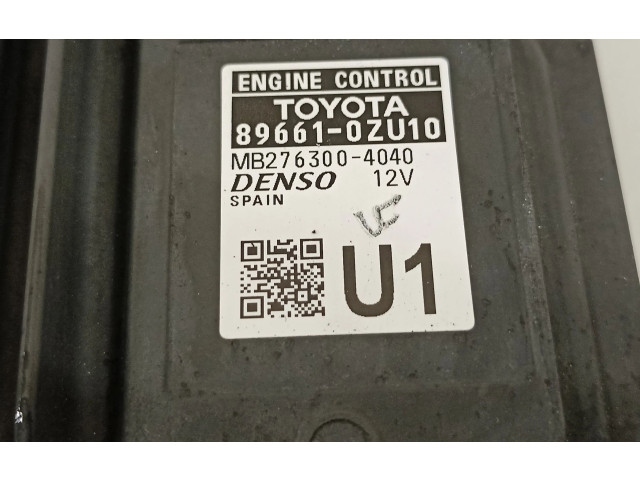 ENGINE CONTROL
TOYOTA
89661-0ZU10
MB276300-4040
DENSO 12V
SPAIN
U1